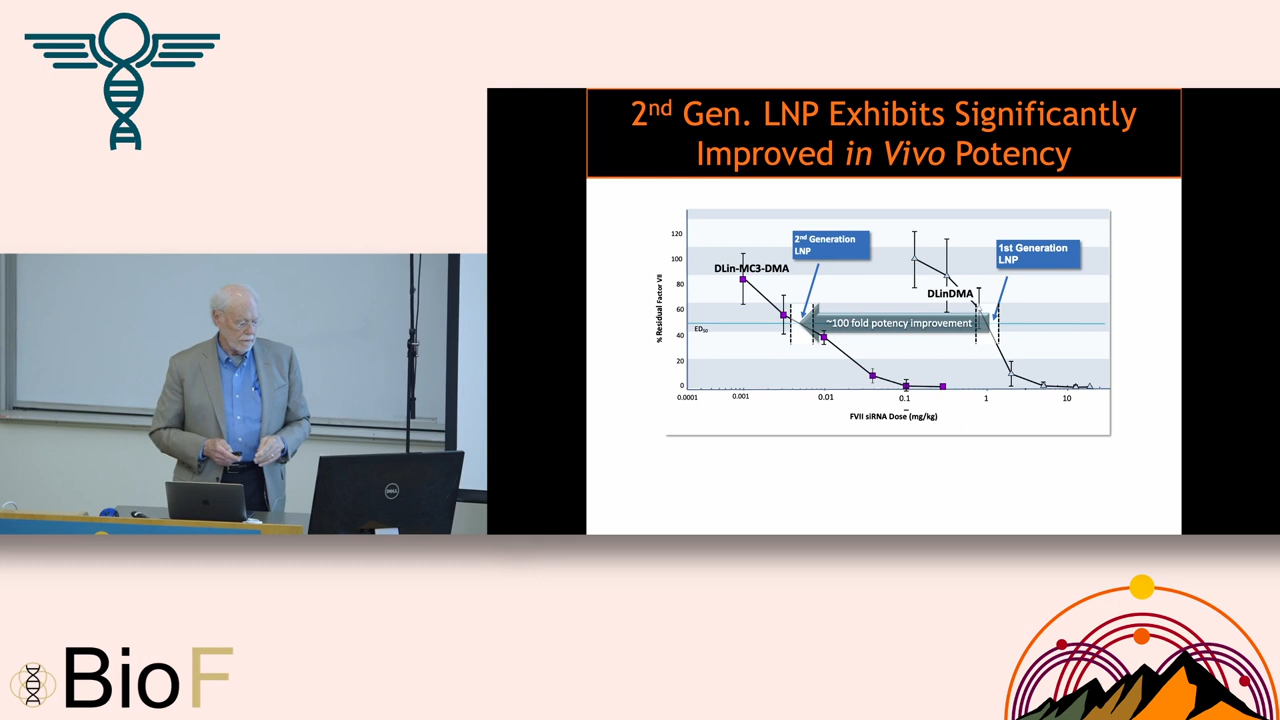 2nd Gen. LNP Exhibits Significantly
Improved in Vivo Potency
120
100
80
60
40
20
0
% Residual Factor VII
ED50
DLin-MC3-DMA
2nd Generation
LNP
DLinDMA
1st Generation
LNP
~100 fold potency improvement
0.0001
0.001
0.01
0.1
1
10
FVII siRNA Dose (mg/kg)
DELL
BioF